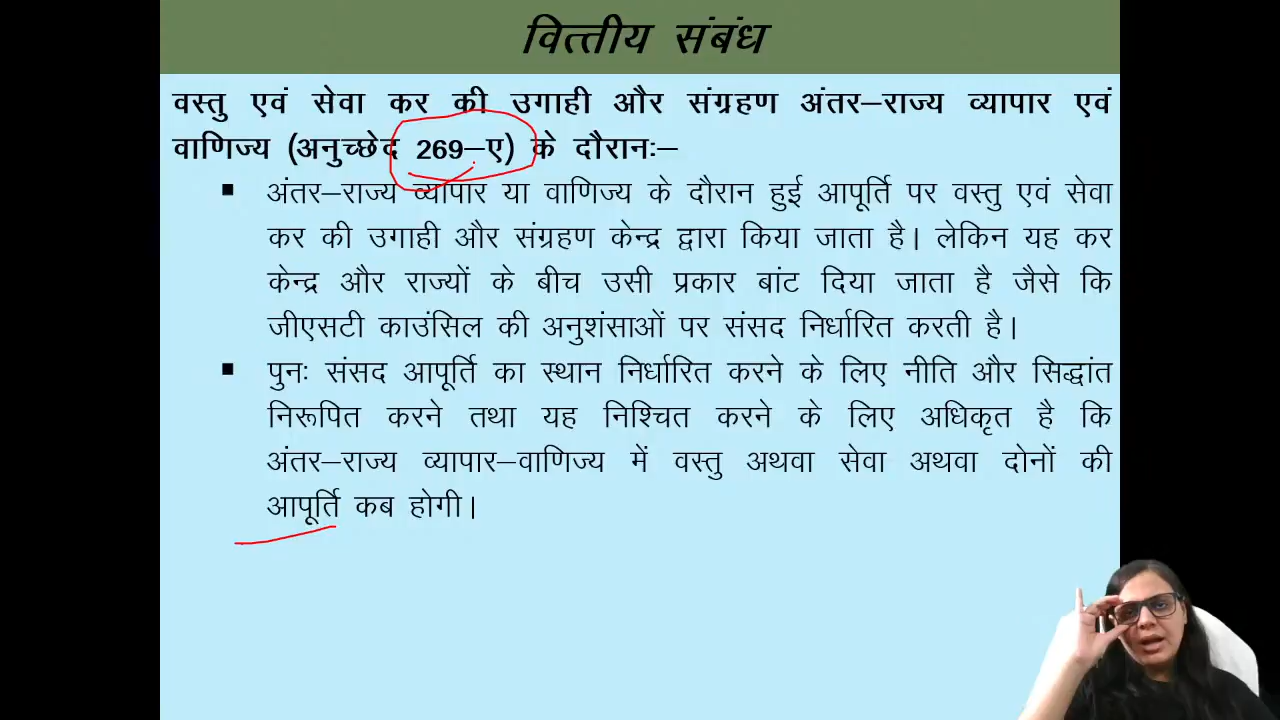 वित्तीय संबंध
वस्तु एवं सेवा कर की उगाही और संग्रहण अंतर–राज्य व्यापार एवं
वाणिज्य (अनुच्छेद 269–ए) के दौरानः–
▪ अंतर–राज्य व्यापार या वाणिज्य के दौरान हुई आपूर्ति पर वस्तु एवं सेवा
कर की उगाही और संग्रहण केन्द्र द्वारा किया जाता है। लेकिन यह कर
केन्द्र और राज्यों के बीच उसी प्रकार बांट दिया जाता है जैसे कि
जीएसटी काउंसिल की अनुशंसाओं पर संसद निर्धारित करती है।
▪ पुनः संसद आपूर्ति का स्थान निर्धारित करने के लिए नीति और सिद्धांत
निरूपित करने तथा यह निश्चित करने के लिए अधिकृत है कि
अंतर–राज्य व्यापार–वाणिज्य में वस्तु अथवा सेवा अथवा दोनों की
आपूर्ति कब होगी।